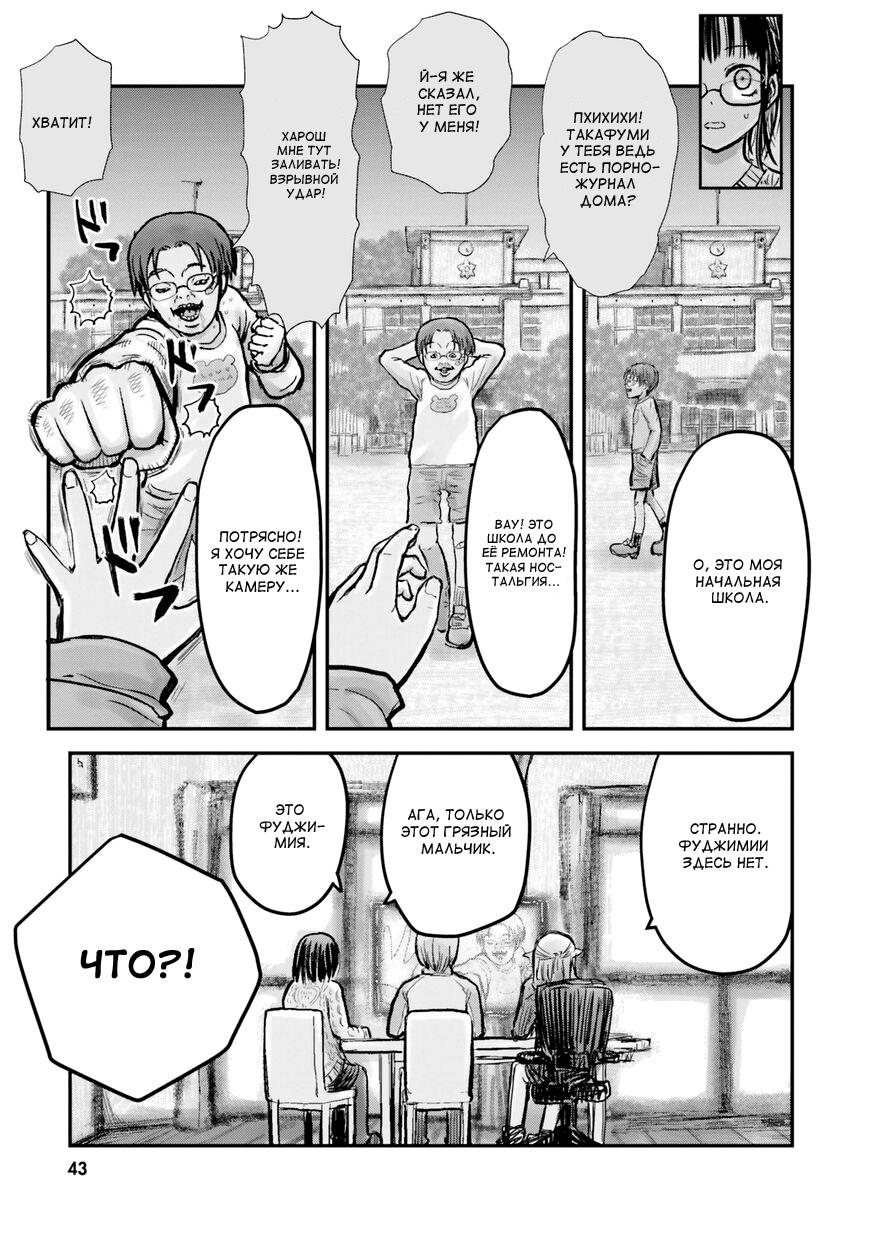 ПХИХИХИ!
ТАКАФУМИ
У ТЕБЯ ВЕДЬ
ЕСТЬ ПОРНО-
ЖУРНАЛ
ДОМА?
О, ЭТО МОЯ
НАЧАЛЬНАЯ
ШКОЛА.
Й-Я ЖЕ
СКАЗАЛ,
НЕТ ЕГО
У МЕНЯ!
ВАУ! ЭТО
ШКОЛА ДО
ЕЁ РЕМОНТА!
ТАКАЯ НОС-
ТАЛЬГИЯ...
ХАРОШ
МНЕ ТУТ
ЗАЛИВАТЬ!
ВЗРЫВНОЙ
УДАР!
ХВАТИТ!
ПОТРЯСНО!
Я ХОЧУ СЕБЕ
ТАКУЮ ЖЕ
КАМЕРУ...
СТРАННО.
ФУДЖИМИИ
ЗДЕСЬ НЕТ.
АГА, ТОЛЬКО
ЭТОТ ГРЯЗНЫЙ
МАЛЬЧИК.
ЭТО
ФУДЖИ-
МИЯ.
ЧТО?!
43